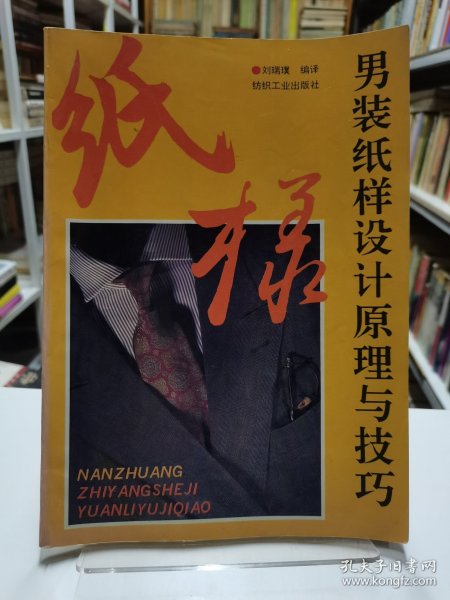 ●刘瑞璞 编译
纺织工业出版社
纸样
男装纸样设计原理与技巧
NANZHUANG
ZHIYANGSHEJI
YUANLIYUJIQIAO
孔夫子旧书网
www.kongfz.com